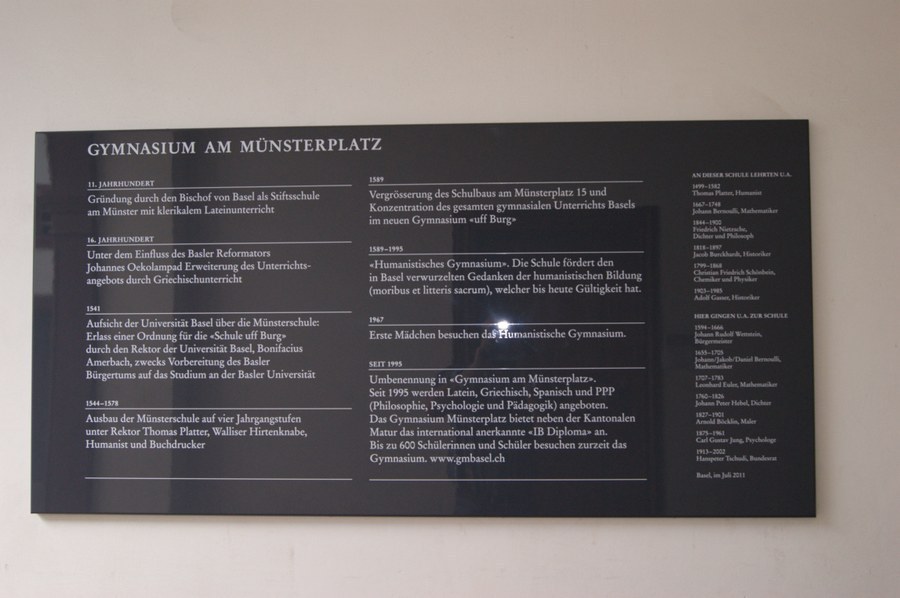 GYMNASIUM AM MÜNSTERPLATZ
11. JAHRHUNDERT
Gründung durch den Bischof von Basel als Stiftsschule
am Münster mit klerikalem Lateinunterricht
16. JAHRHUNDERT
Unter dem Einfluss des Basler Reformators
Johannes Oekolampad Erweiterung des Unterrichts-
angebots durch Griechischunterricht
1541
Aufsicht der Universität Basel über die Münsterschule:
Erlass einer Ordnung für die «Schule uff Burg»
durch den Rektor der Universität Basel, Bonifacius
Amerbach, zwecks Vorbereitung des Basler
Bürgertums auf das Studium an der Basler Universität
1544–1578
Ausbau der Münsterschule auf vier Jahrgangstufen
unter Rektor Thomas Platter, Walliser Hirtenknabe,
Humanist und Buchdrucker
1589
Vergrösserung des Schulbaus am Münsterplatz 15 und
Konzentration des gesamten gymnasialen Unterrichts Basels
im neuen Gymnasium «uff Burg»
1589–1995
«Humanistisches Gymnasium». Die Schule fördert den
in Basel verwurzelten Gedanken der humanistischen Bildung
(moribus et litteris sacrum), welcher bis heute Gültigkeit hat.
1967
Erste Mädchen besuchen das Humanistische Gymnasium.
SEIT 1995
Umbenennung in «Gymnasium am Münsterplatz».
Seit 1995 werden Latein, Griechisch, Spanisch und PPP
(Philosophie, Psychologie und Pädagogik) angeboten.
Das Gymnasium Münsterplatz bietet neben der Kantonalen
Matur das international anerkannte «IB Diploma» an.
Bis zu 600 Schülerinnen und Schüler besuchen zurzeit das
Gymnasium. www.gmbasel.ch
AN DIESER SCHULE LEHRTEN U.A.
1499–1582
Thomas Platter, Humanist
1667–1748
Johann Bernoulli, Mathematiker
1844–1900
Friedrich Nietzsche,
Dichter und Philosoph
1818–1897
Jacob Burckhardt, Historiker
1799–1868
Christian Friedrich Schönbein,
Chemiker und Physiker
1903–1985
Adolf Gasser, Historiker
HIER GINGEN U.A. ZUR SCHULE
1594–1666
Johann Rudolf Wettstein,
Bürgermeister
1655–1705
Johann/Jakob/Daniel Bernoulli,
Mathematiker
1707–1783
Leonhard Euler, Mathematiker
1760–1826
Johann Peter Hebel, Dichter
1827–1901
Arnold Böcklin, Maler
1875–1961
Carl Gustav Jung, Psychologe
1913–2002
Hanspeter Tschudi, Bundesrat
Basel, im Juli 2011